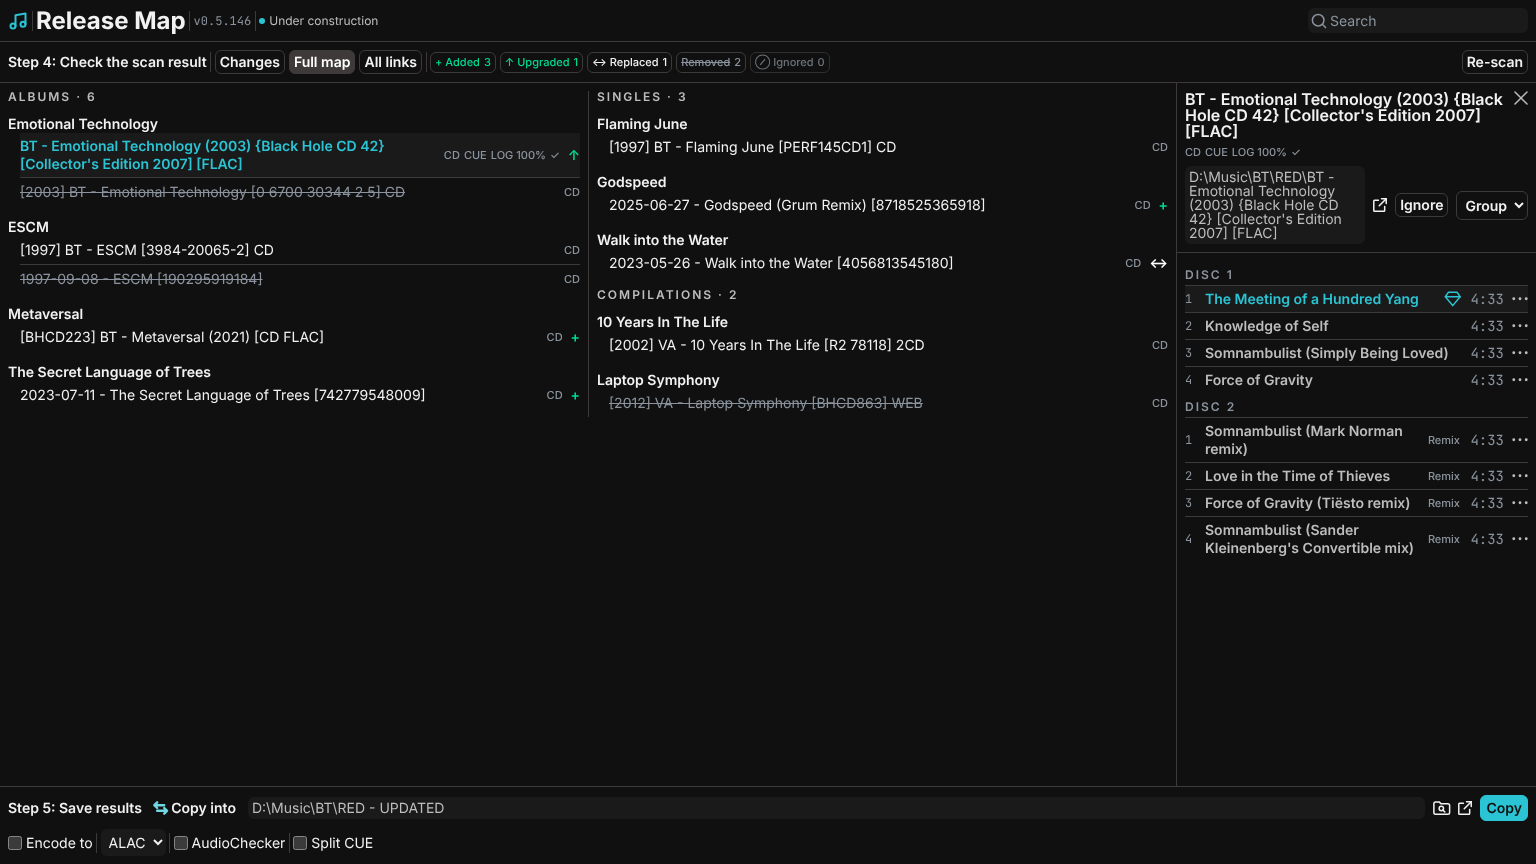 Release Map v0.5.146 Under construction Search
Step 4: Check the scan result Changes Full map All links + Added 3 ↑ Upgraded 1 ↔ Replaced 1 Removed 2 Ignored 0 Re-scan
ALBUMS · 6
Emotional Technology
BT - Emotional Technology (2003) {Black Hole CD 42}
[Collector's Edition 2007] [FLAC]
CD CUE LOG 100% ✓ ↑
[2003] BT - Emotional Technology [0 6700 30344 2 5] CD CD
ESCM
[1997] BT - ESCM [3984-20065-2] CD CD
1997-09-08 - ESCM [190295919184] CD
Metaversal
[BHCD223] BT - Metaversal (2021) [CD FLAC] CD +
The Secret Language of Trees
2023-07-11 - The Secret Language of Trees [742779548009] CD +
SINGLES · 3
Flaming June
[1997] BT - Flaming June [PERF145CD1] CD CD
Godspeed
2025-06-27 - Godspeed (Grum Remix) [8718525365918] CD +
Walk into the Water
2023-05-26 - Walk into the Water [4056813545180] CD ↔
COMPILATIONS · 2
10 Years In The Life
[2002] VA - 10 Years In The Life [R2 78118] 2CD CD
Laptop Symphony
[2012] VA - Laptop Symphony [BHCD863] WEB CD
BT - Emotional Technology (2003) {Black
Hole CD 42} [Collector's Edition 2007]
[FLAC]
CD CUE LOG 100% ✓
D:\Music\BT\RED\BT -
Emotional Technology
(2003) {Black Hole CD
42} [Collector's Edition
2007] [FLAC]
Ignore Group
DISC 1
1 The Meeting of a Hundred Yang 4:33 ···
2 Knowledge of Self 4:33 ···
3 Somnambulist (Simply Being Loved) 4:33 ···
4 Force of Gravity 4:33 ···
DISC 2
1 Somnambulist (Mark Norman
remix) Remix 4:33 ···
2 Love in the Time of Thieves Remix 4:33 ···
3 Force of Gravity (Tiësto remix) Remix 4:33 ···
4 Somnambulist (Sander
Kleinenberg's Convertible mix) Remix 4:33 ···
Step 5: Save results Copy into D:\Music\BT\RED - UPDATED Copy
Encode to ALAC AudioChecker Split CUE